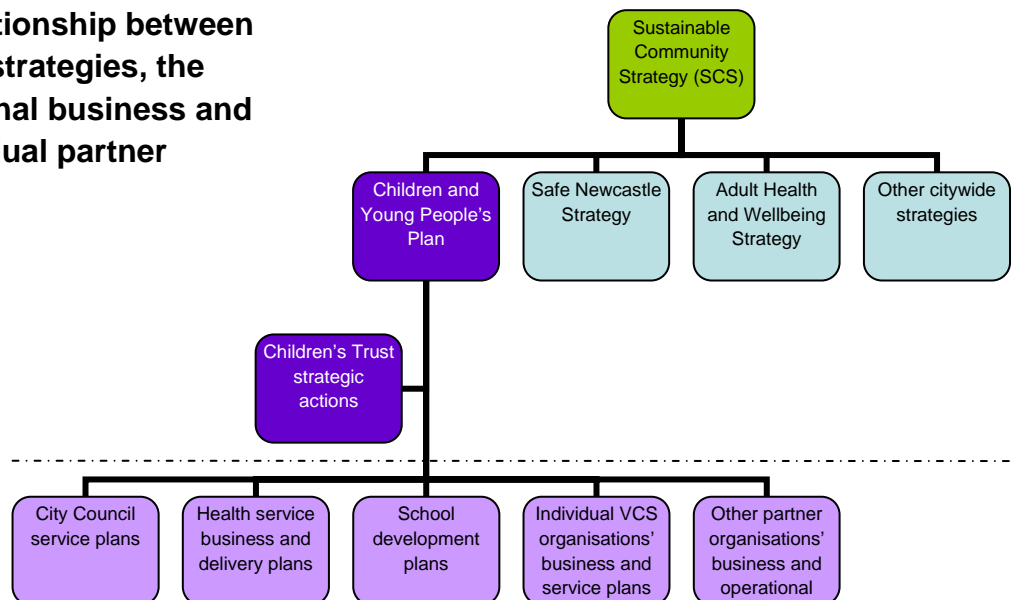 tionship between
strategies, the
nal business and
ual partner
Sustainable
Community
Strategy (SCS)
Children and
Young People's
Plan
Safe Newcastle
Strategy
Adult Health
and Wellbeing
Strategy
Other citywide
strategies
Children's Trust
strategic
actions
City Council
service plans
Health service
business and
delivery plans
School
development
plans
Individual VCS
organisations'
business and
service plans
Other partner
organisations'
business and
operational